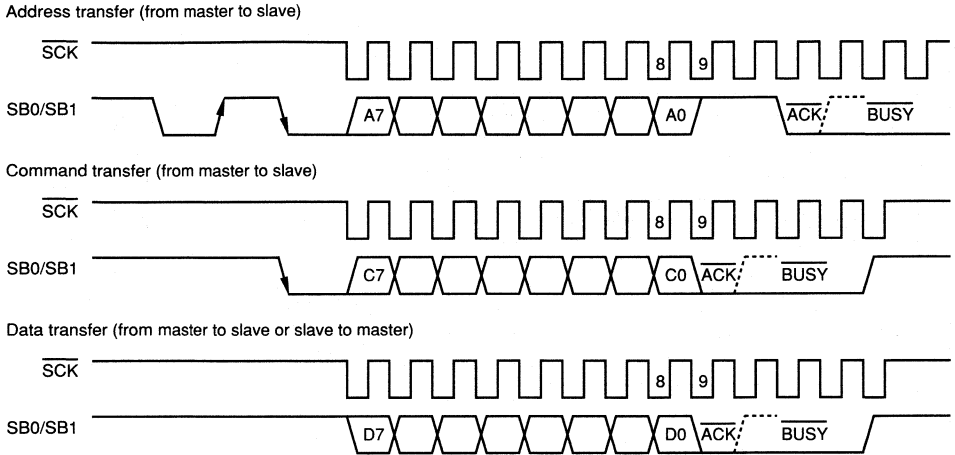 Address transfer (from master to slave)
SCK
8 9
SB0/SB1
A7 A0 ACK BUSY
Command transfer (from master to slave)
SCK
8 9
SB0/SB1
C7 C0 ACK BUSY
Data transfer (from master to slave or slave to master)
SCK
8 9
SB0/SB1
D7 D0 ACK BUSY